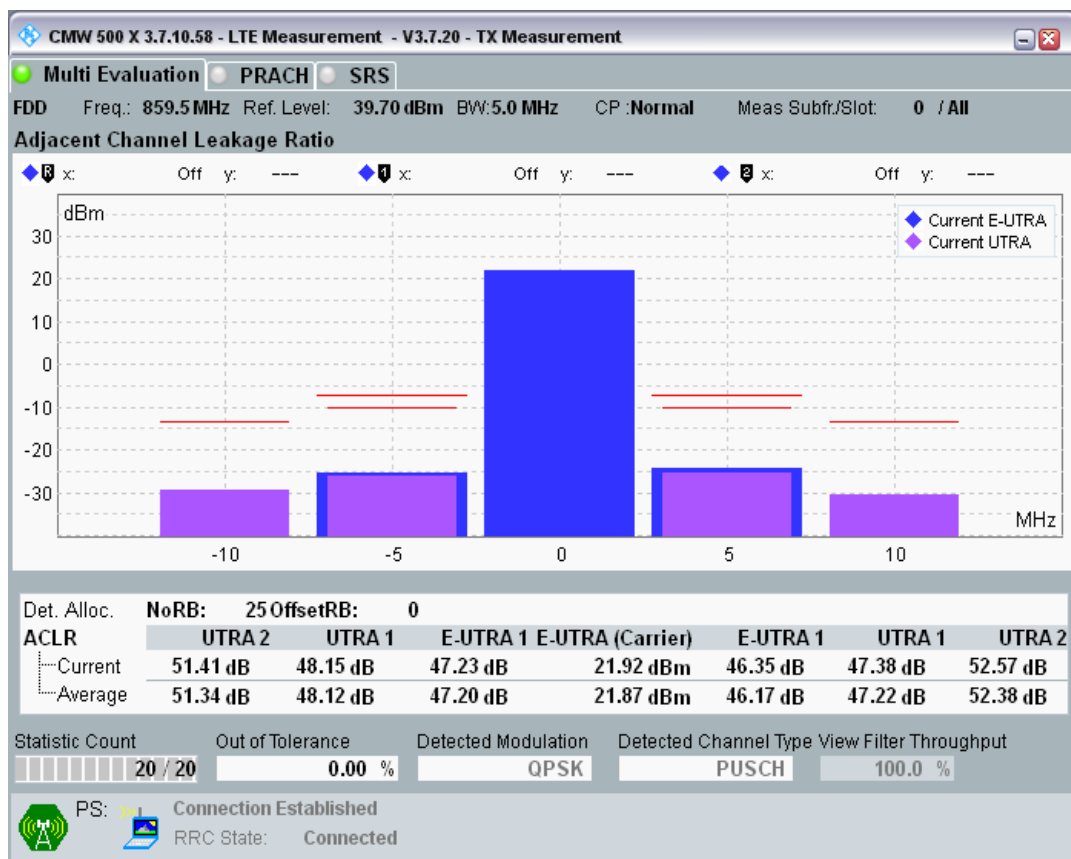 CMW 500 X 3.7.10.58 - LTE Measurement - V3.7.20 - TX Measurement
Multi Evaluation PRACH SRS
FDD Freq.: 859.5 MHz Ref. Level: 39.70 dBm BW:5.0 MHz CP :Normal Meas Subfr./Slot: 0 / All
Adjacent Channel Leakage Ratio
R x: Off y: --- 1 x: Off y: --- 2 x: Off y: ---
dBm
Current E-UTRA
Current UTRA
30
20
10
0
-10
-20
-30
MHz
-10 -5 0 5 10
Det. Alloc. NoRB: 25 OffsetRB: 0
ACLR UTRA 2 UTRA 1 E-UTRA 1 E-UTRA (Carrier) E-UTRA 1 UTRA 1 UTRA 2
Current 51.41 dB 48.15 dB 47.23 dB 21.92 dBm 46.35 dB 47.38 dB 52.57 dB
Average 51.34 dB 48.12 dB 47.20 dB 21.87 dBm 46.17 dB 47.22 dB 52.38 dB
Statistic Count Out of Tolerance Detected Modulation Detected Channel Type View Filter Throughput
20 / 20 0.00 % QPSK PUSCH 100.0 %
PS: Connection Established
RRC State: Connected